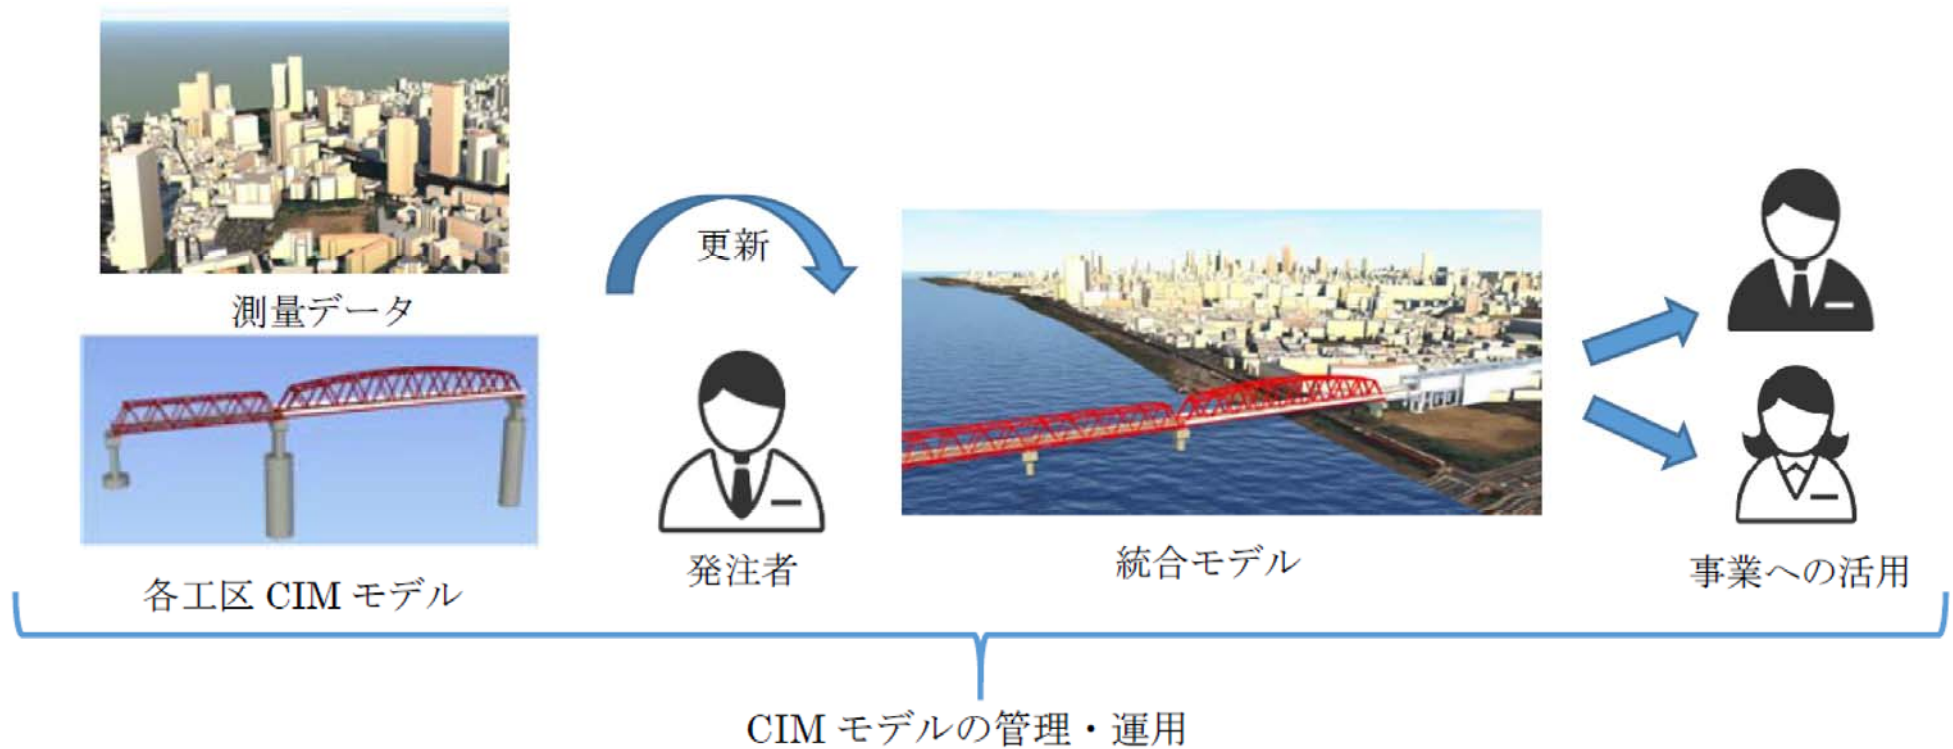 測量データ
各工区 CIM モデル
更新
発注者
統合モデル
事業への活用
CIM モデルの管理・運用